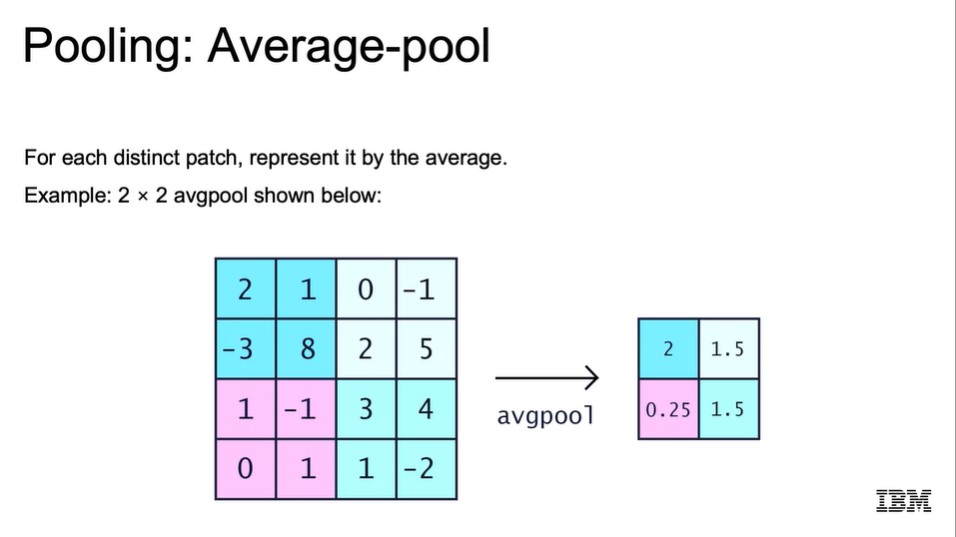 Pooling: Average-pool
For each distinct patch, represent it by the average.
Example: 2 × 2 avgpool shown below:
2 1 0 -1
-3 8 2 5
1 -1 3 4
0 1 1 -2
avgpool
2 1.5
0.25 1.5
IBM